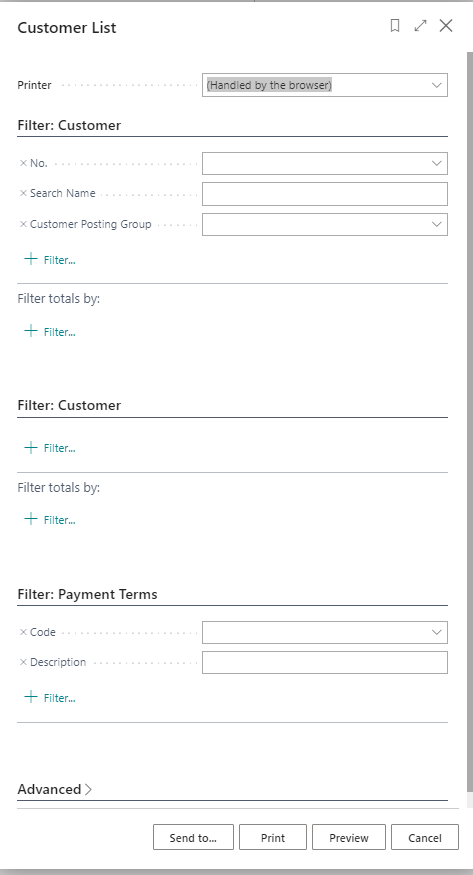 Customer List
Printer (Handled by the browser)
Filter: Customer
× No.
× Search Name
× Customer Posting Group
+ Filter...
Filter totals by:
+ Filter...
Filter: Customer
+ Filter...
Filter totals by:
+ Filter...
Filter: Payment Terms
× Code
× Description
+ Filter...
Advanced >
Send to... Print Preview Cancel